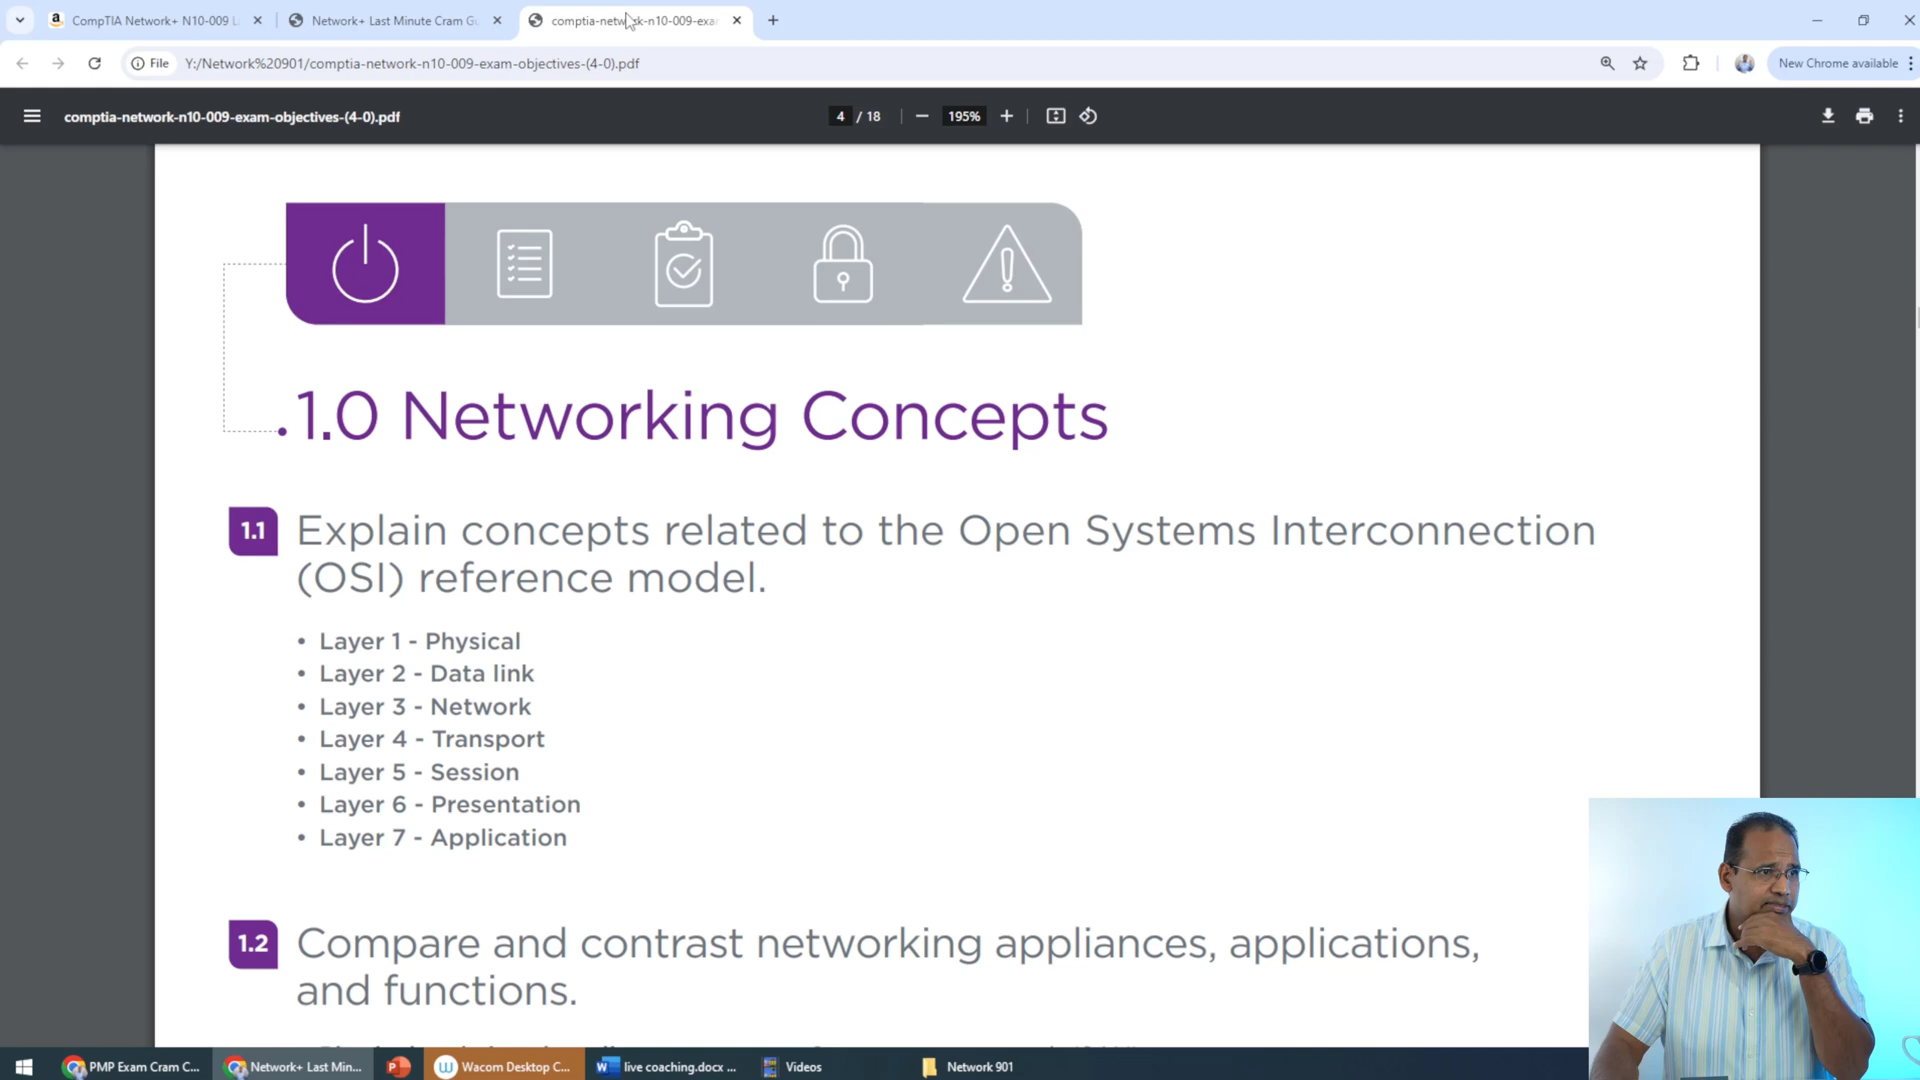 CompTIA Network+ N10-009 L
Network+ Last Minute Cram Gu
comptia-network-n10-009-exam
File
Y:/Network%20901/comptia-network-n10-009-exam-objectives-(4-0).pdf
New Chrome available
comptia-network-n10-009-exam-objectives-(4-0).pdf
4 / 18
195%
.1.0 Networking Concepts
1.1 Explain concepts related to the Open Systems Interconnection
(OSI) reference model.
• Layer 1 - Physical
• Layer 2 - Data link
• Layer 3 - Network
• Layer 4 - Transport
• Layer 5 - Session
• Layer 6 - Presentation
• Layer 7 - Application
1.2 Compare and contrast networking appliances, applications,
and functions.
PMP Exam Cram C...
Network+ Last Min...
Wacom Desktop C...
live coaching.docx ...
Videos
Network 901